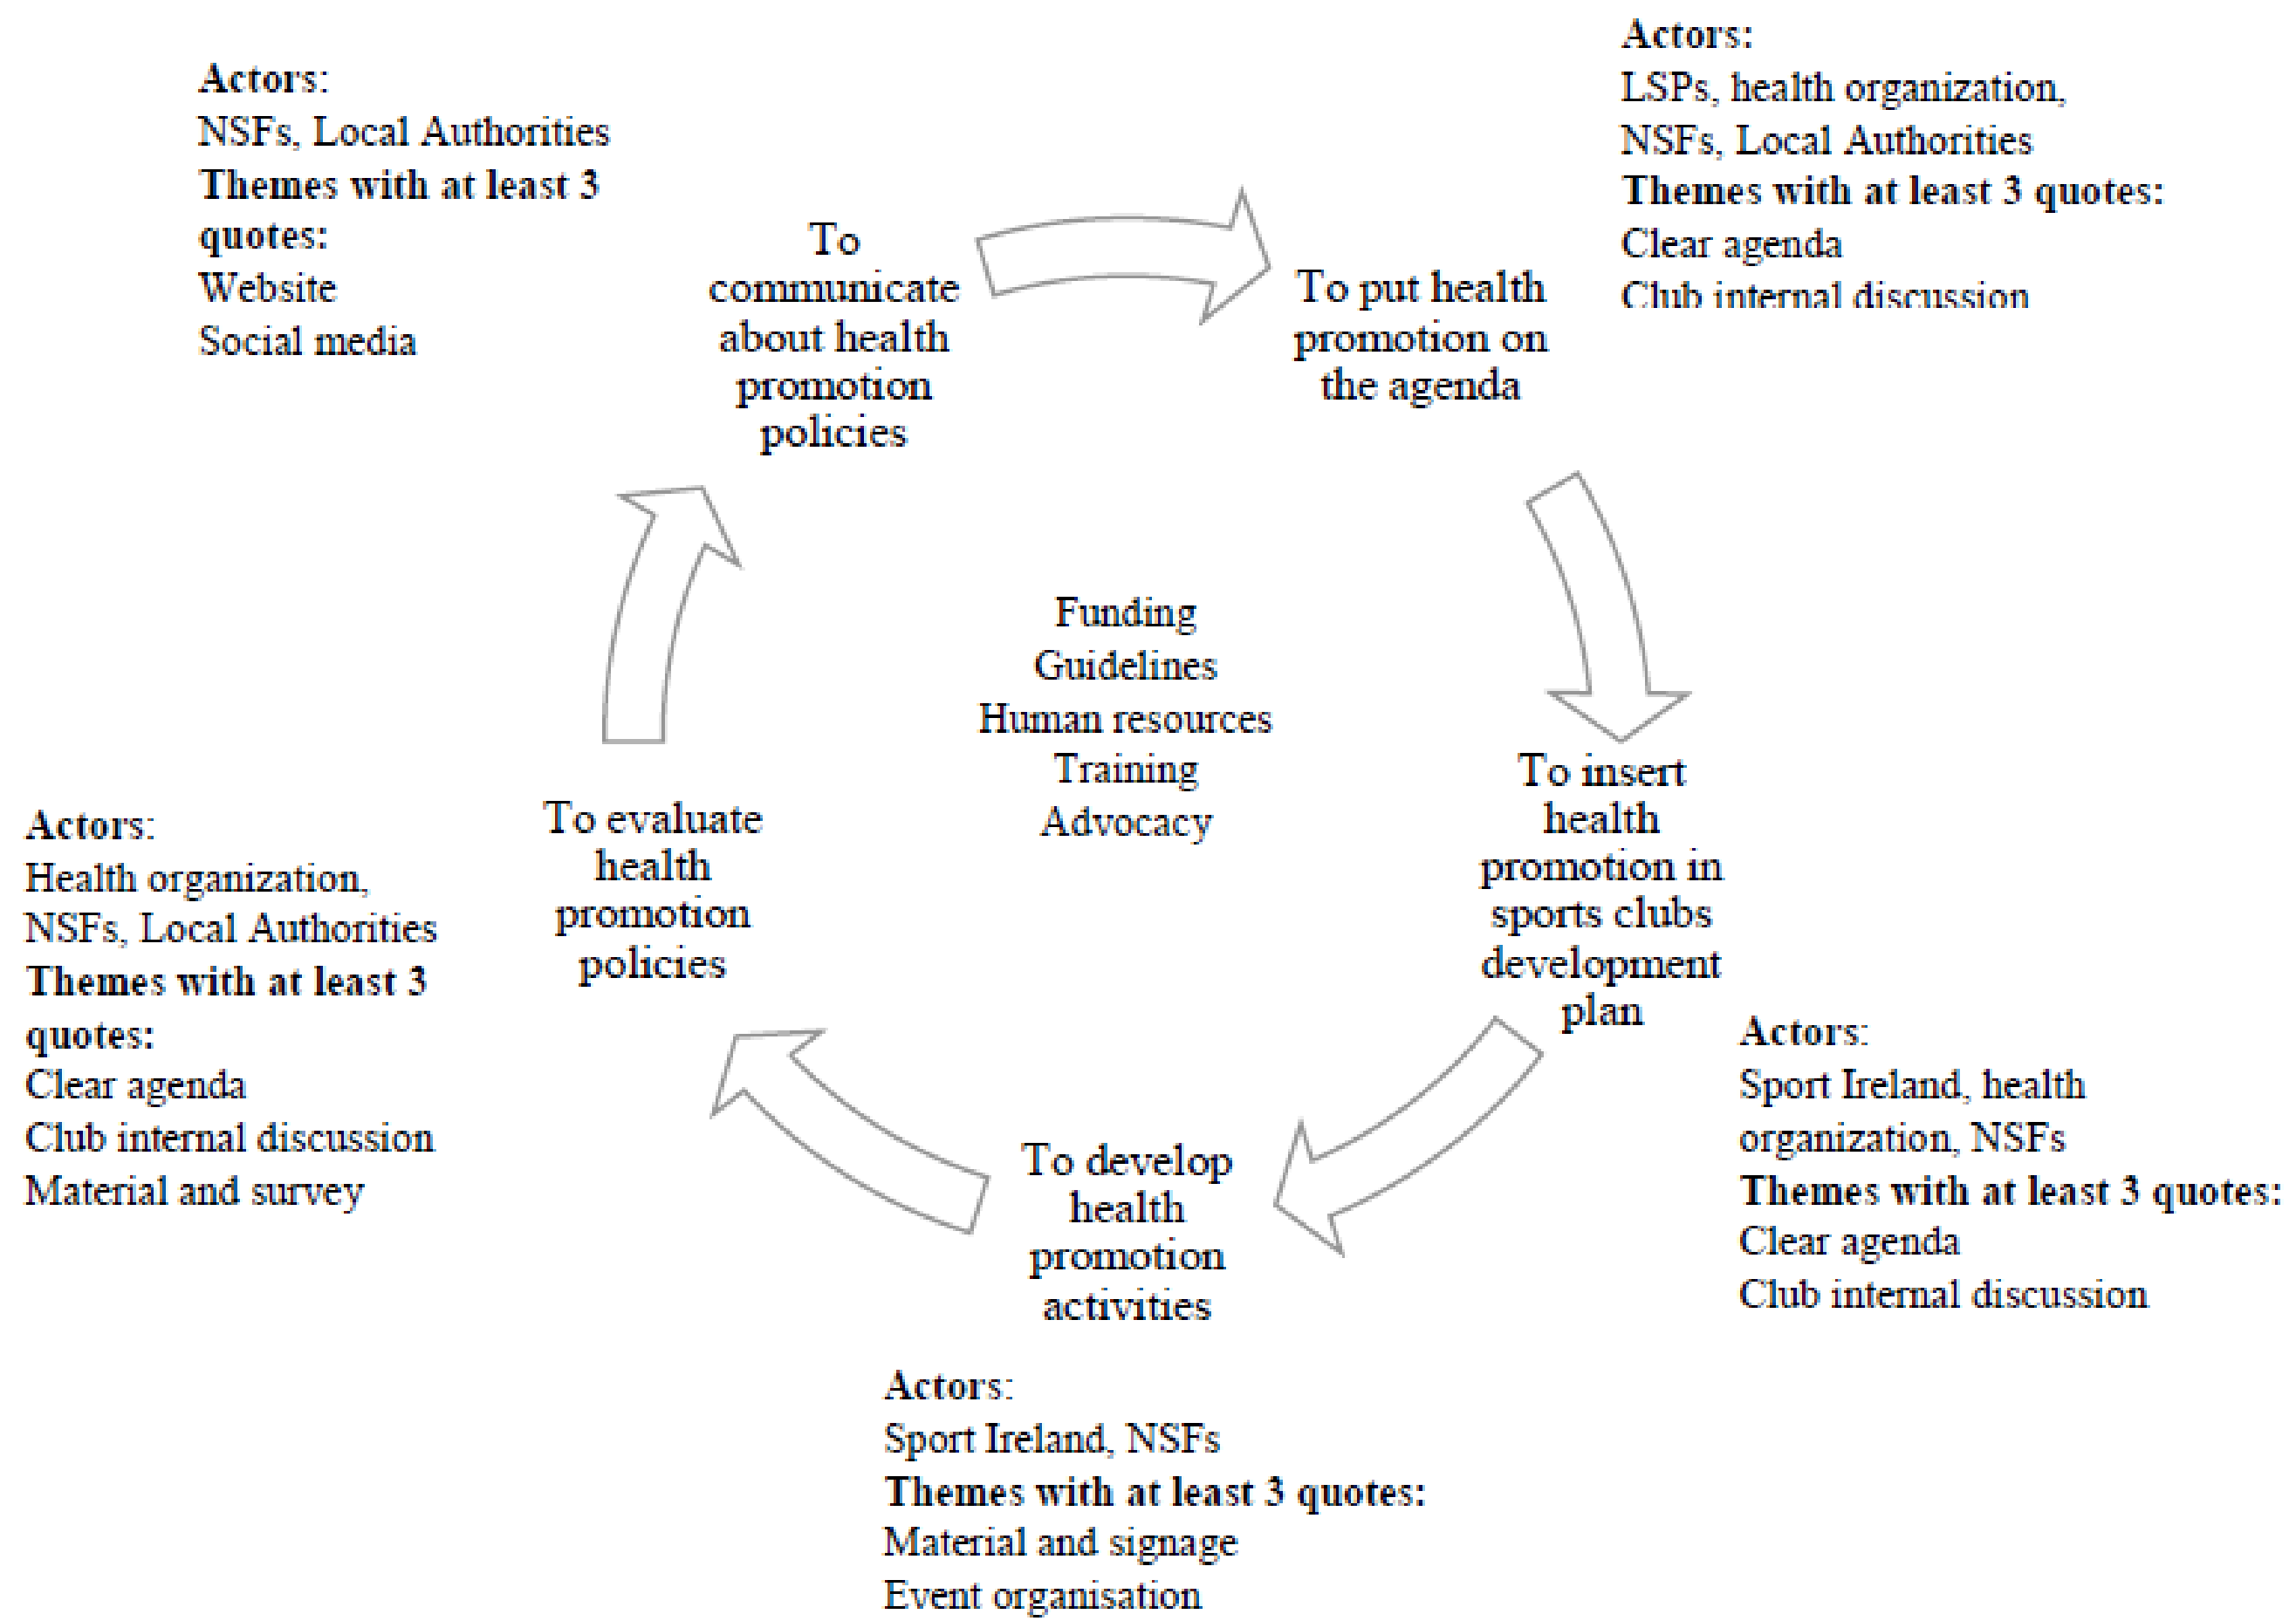 Actors:
NSFs, Local Authorities
Themes with at least 3
quotes:
Website
Social media
To
communicate
about health
promotion
policies
Actors:
LSPs, health organization,
NSFs, Local Authorities
Themes with at least 3 quotes:
Clear agenda
Club internal discussion
To put health
promotion on
the agenda
Funding
Guidelines
Human resources
Training
Advocacy
To insert
health
promotion in
sports clubs
development
plan
Actors:
Sport Ireland, health
organization, NSFs
Themes with at least 3 quotes:
Clear agenda
Club internal discussion
To develop
health
promotion
activities
Actors:
Sport Ireland, NSFs
Themes with at least 3 quotes:
Material and signage
Event organisation
To evaluate
health
promotion
policies
Actors:
Health organization,
NSFs, Local Authorities
Themes with at least 3
quotes:
Clear agenda
Club internal discussion
Material and survey